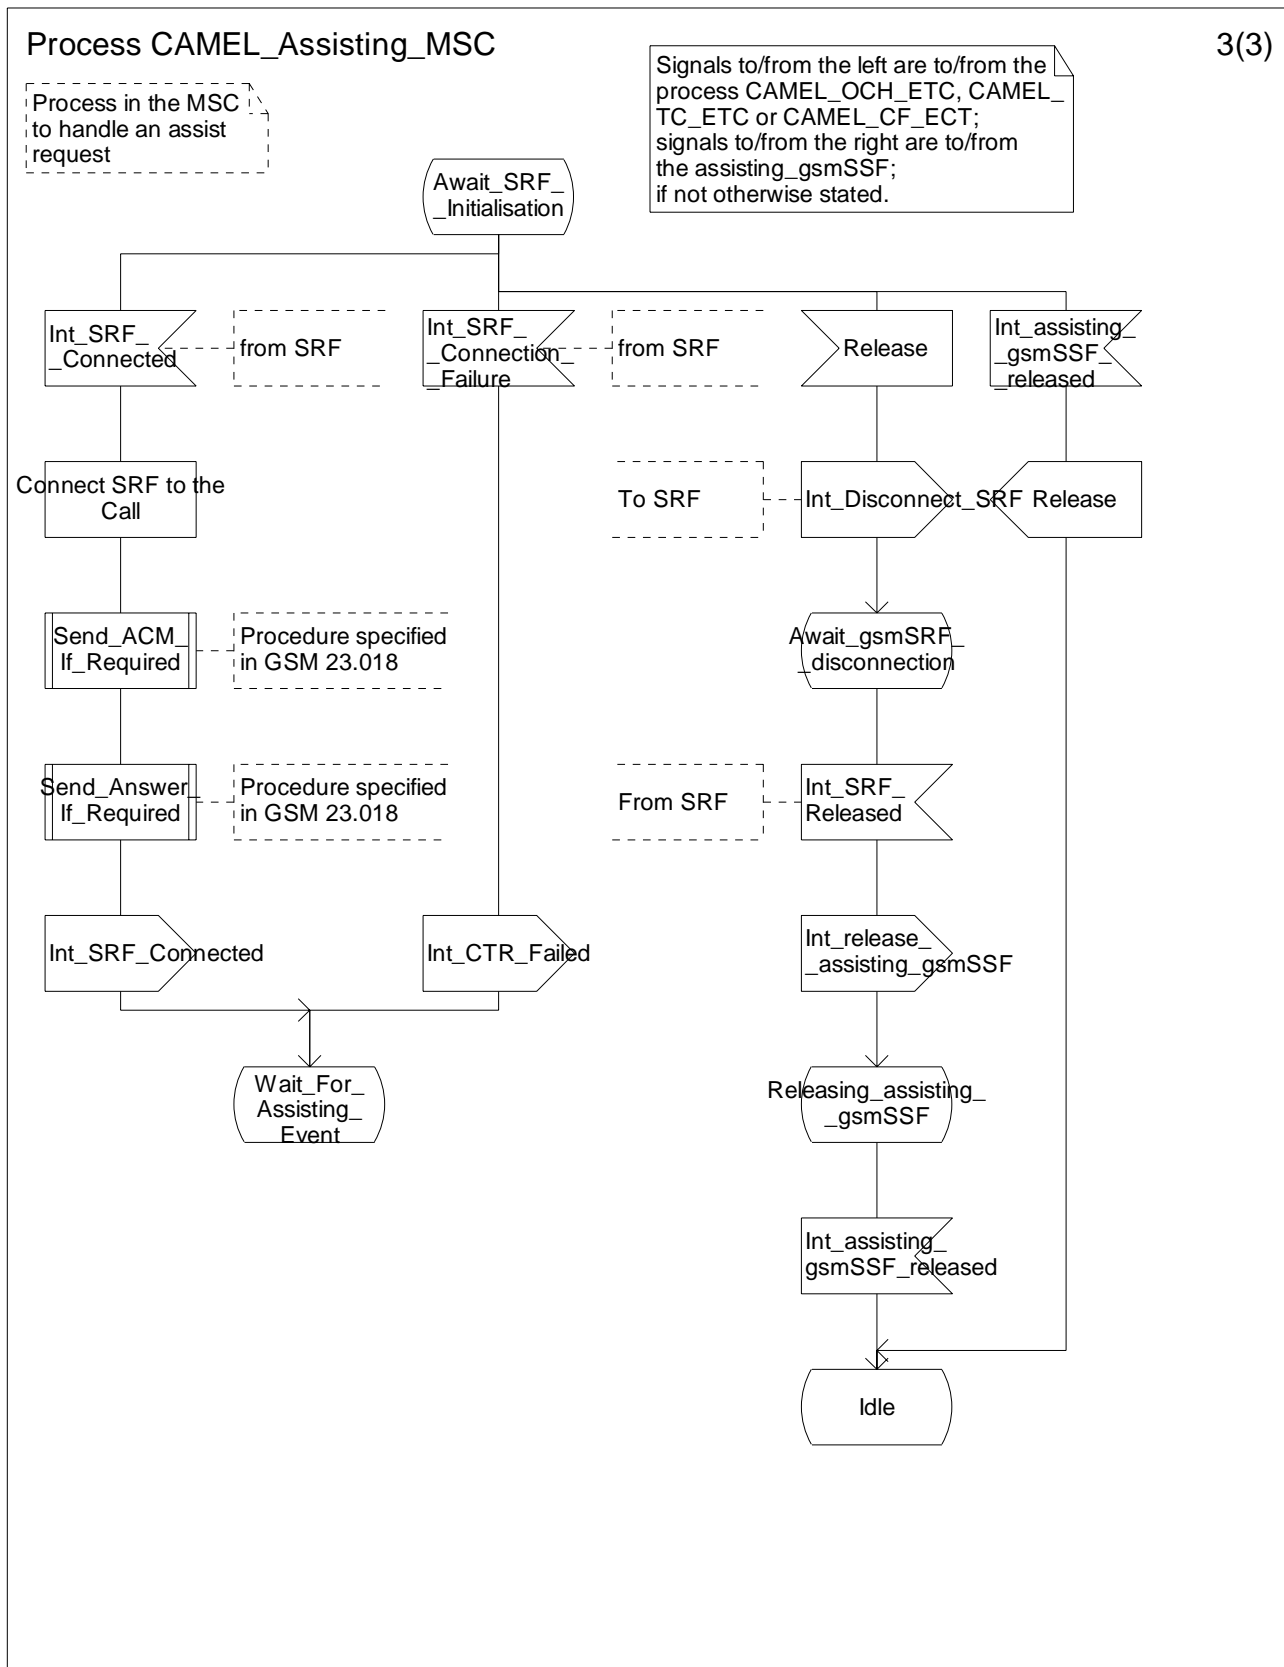 Process CAMEL_Assisting_MSC
3(3)
Process in the MSC
to handle an assist
request
Signals to/from the left are to/from the
process CAMEL_OCH_ETC, CAMEL_
TC_ETC or CAMEL_CF_ECT;
signals to/from the right are to/from
the assisting_gsmSSF;
if not otherwise stated.
Await_SRF_
_Initialisation
Int_SRF_
_Connected
from SRF
Int_SRF_
_Connection_
_Failure
from SRF
Release
Int_assisting_
_gsmSSF_
_released
Connect SRF to the
Call
To SRF
Int_Disconnect_SRF
Release
Send_ACM_
If_Required
Procedure specified
in GSM 23.018
Await_gsmSRF_
_disconnection
Send_Answer_
If_Required
Procedure specified
in GSM 23.018
From SRF
Int_SRF_
Released
Int_SRF_Connected
Int_CTR_Failed
Int_release_
_assisting_gsmSSF
Wait_For_
Assisting_
Event
Releasing_assisting_
_gsmSSF
Int_assisting_
gsmSSF_released
Idle